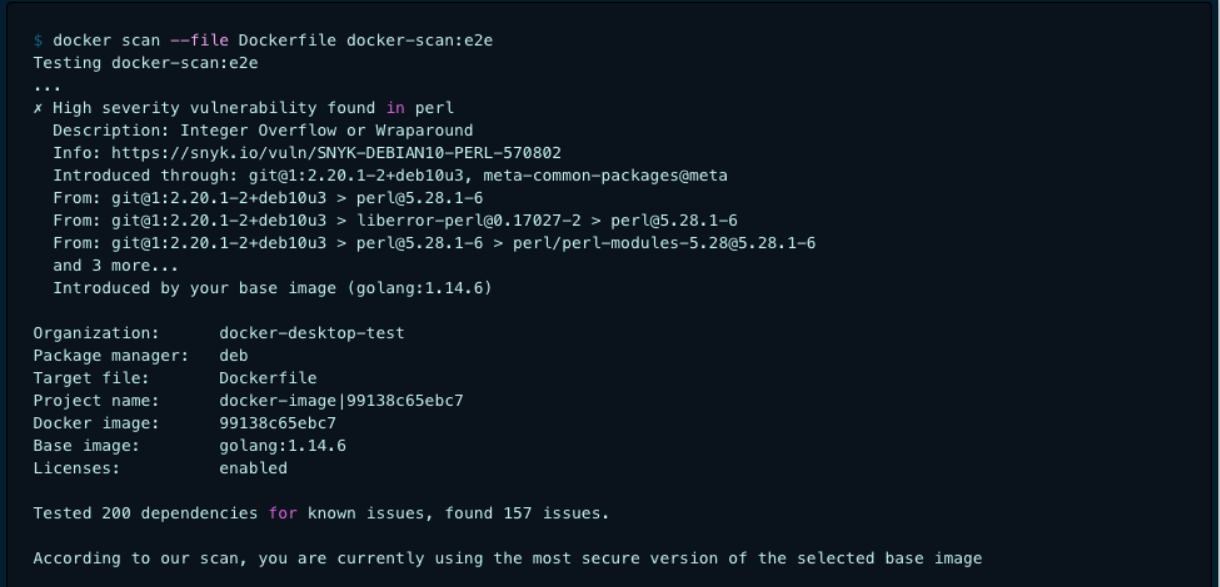 $ docker scan --file Dockerfile docker-scan:e2e
Testing docker-scan:e2e
...
✗ High severity vulnerability found in perl
  Description: Integer Overflow or Wraparound
  Info: https://snyk.io/vuln/SNYK-DEBIAN10-PERL-570802
  Introduced through: git@1:2.20.1-2+deb10u3, meta-common-packages@meta
  From: git@1:2.20.1-2+deb10u3 > perl@5.28.1-6
  From: git@1:2.20.1-2+deb10u3 > liberror-perl@0.17027-2 > perl@5.28.1-6
  From: git@1:2.20.1-2+deb10u3 > perl@5.28.1-6 > perl/perl-modules-5.28@5.28.1-6
  and 3 more...
  Introduced by your base image (golang:1.14.6)

Organization:      docker-desktop-test
Package manager:   deb
Target file:       Dockerfile
Project name:      docker-image|99138c65ebc7
Docker image:      99138c65ebc7
Base image:        golang:1.14.6
Licenses:          enabled

Tested 200 dependencies for known issues, found 157 issues.

According to our scan, you are currently using the most secure version of the selected base image